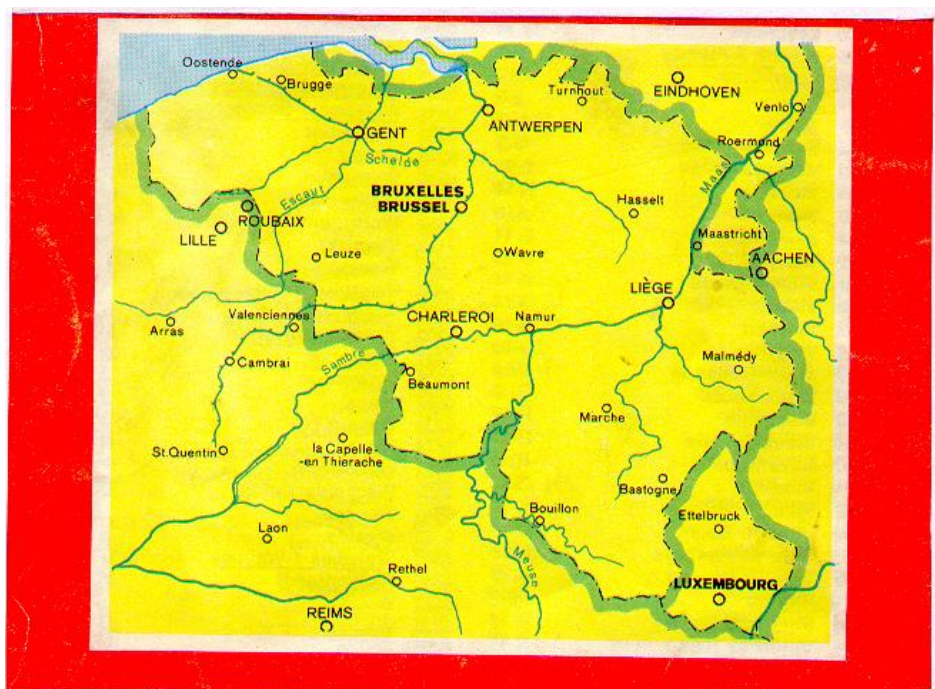 Oostende
Brugge
Turnhout
EINDHOVEN
Venlo
ANTWERPEN
GENT
Roermond
Schelde
Maas
Escaut
BRUXELLES
BRUSSEL
Hasselt
ROUBAIX
LILLE
Maastricht
Leuze
Wavre
AACHEN
LIÈGE
Valenciennes
CHARLEROI
Namur
Arras
Cambrai
Sambre
Malmédy
Beaumont
Marche
St.Quentin
la Capelle-
-en Thierache
Bastogne
Bouillon
Ettelbruck
Laon
Meuse
Rethel
LUXEMBOURG
REIMS